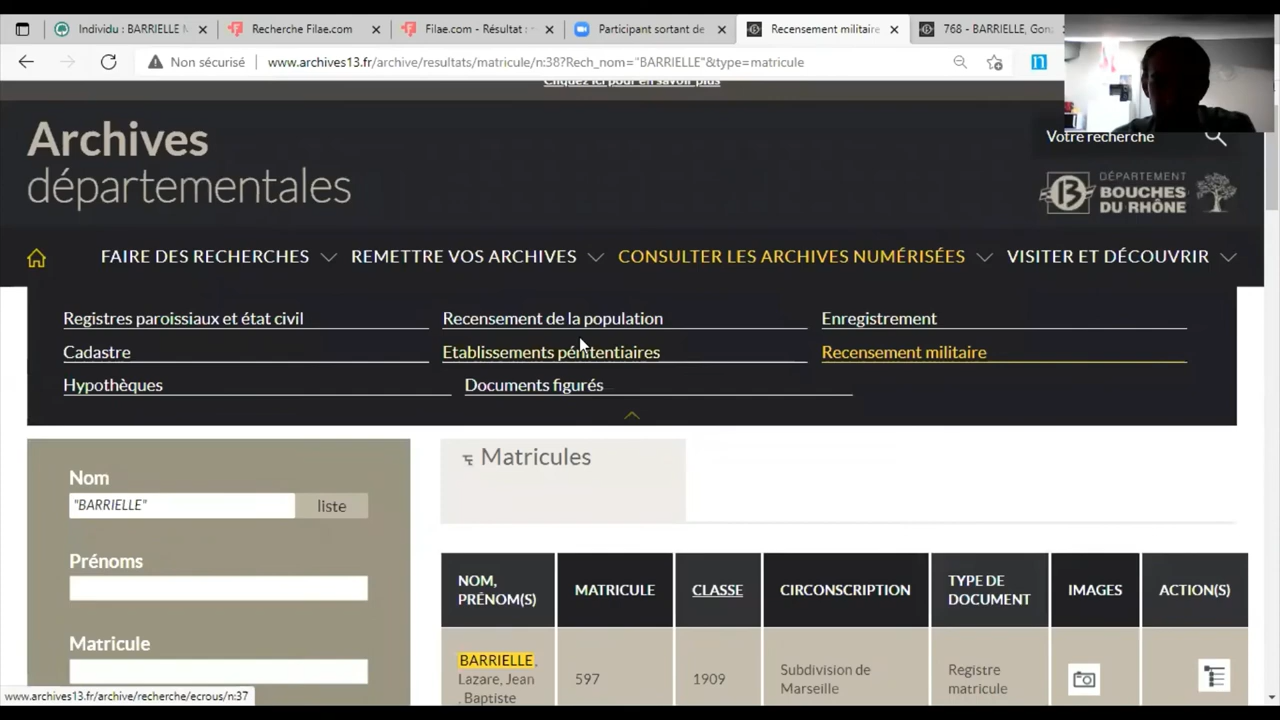 Individu : BARRIELLE
Recherche Filae.com
Filae.com - Résultat :
Participant sortant de
Recensement militaire
768 - BARRIELLE, Gon
Non sécurisé
www.archives13.fr/archive/resultats/matricule/n:38?Rech_nom="BARRIELLE"&type=matricule
Cliquez ici pour en savoir plus
Archives
départementales
Votre recherche
13
DÉPARTEMENT
BOUCHES
DU RHÔNE
FAIRE DES RECHERCHES
REMETTRE VOS ARCHIVES
CONSULTER LES ARCHIVES NUMÉRISÉES
VISITER ET DÉCOUVRIR
Registres paroissiaux et état civil
Recensement de la population
Enregistrement
Cadastre
Etablissements pénitentiaires
Recensement militaire
Hypothèques
Documents figurés
Nom
"BARRIELLE"
liste
Prénoms
Matricule
Matricules
NOM,
PRÉNOM(S)
MATRICULE
CLASSE
CIRCONSCRIPTION
TYPE DE
DOCUMENT
IMAGES
ACTION(S)
BARRIELLE,
Lazare, Jean
, Baptiste
597
1909
Subdivision de
Marseille
Registre
matricule
www.archives13.fr/archive/recherche/ecrous/n:37